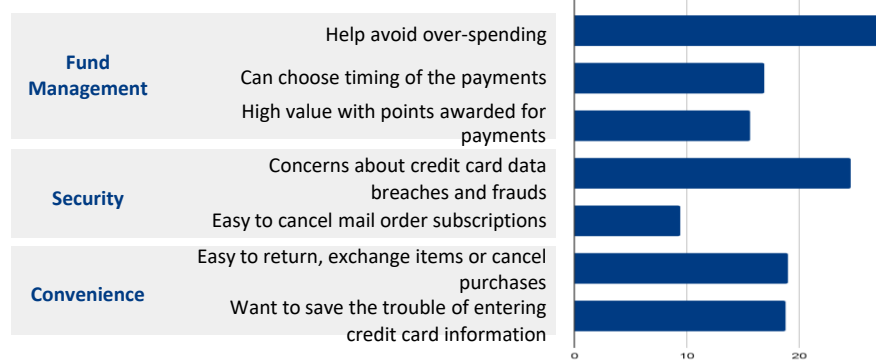 Fund
Management
Help avoid over-spending
Can choose timing of the payments
High value with points awarded for
payments
Security
Concerns about credit card data
breaches and frauds
Easy to cancel mail order subscriptions
Convenience
Easy to return, exchange items or cancel
purchases
Want to save the trouble of entering
credit card information
0 10 20